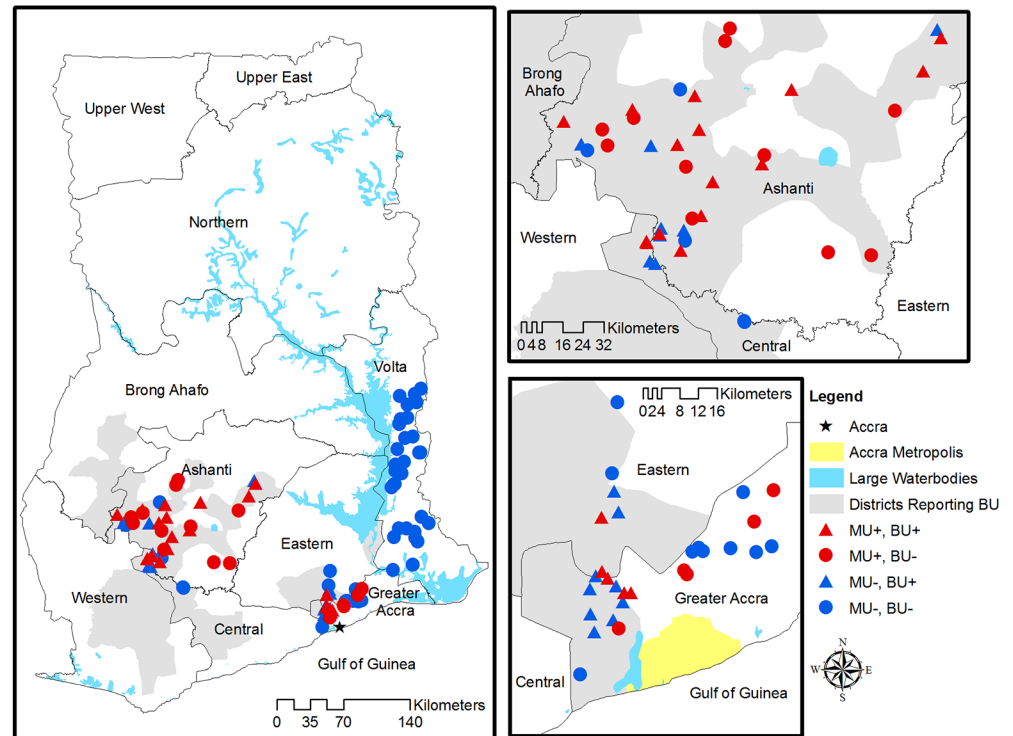 Upper East
Upper West
Northern
Volta
Brong Ahafo
Ashanti
Eastern
Western
Greater
Accra
Central
Gulf of Guinea
Kilometers
0 35 70 140
Brong
Ahafo
Ashanti
Western
Eastern
Kilometers
0 4 8 16 24 32
Central
Kilometers
0 2 4 8 12 16
Eastern
Greater Accra
Central
Gulf of Guinea
Legend
Accra
Accra Metropolis
Large Waterbodies
Districts Reporting BU
MU+, BU+
MU+, BU-
MU-, BU+
MU-, BU-
N
W E
S